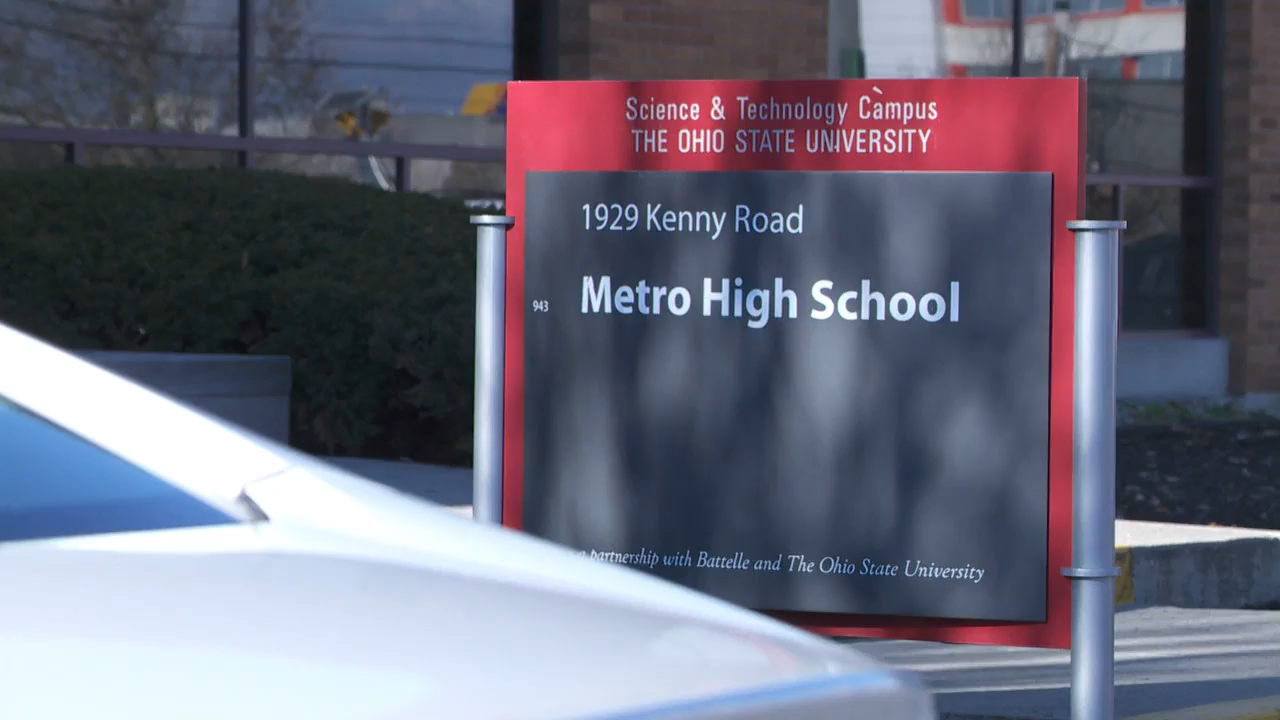 Science & Technology Campus
THE OHIO STATE UNIVERSITY
1929 Kenny Road
943 Metro High School
a partnership with Battelle and The Ohio State University